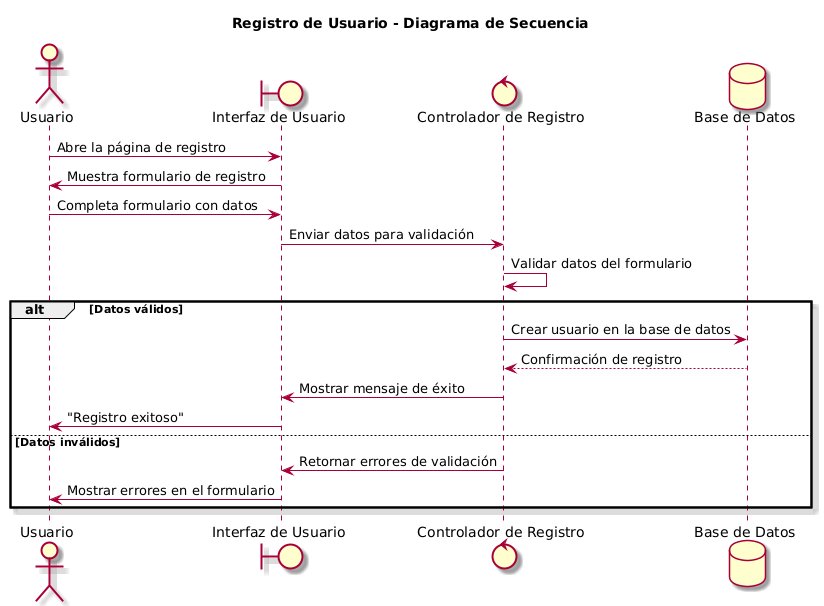 Registro de Usuario - Diagrama de Secuencia
Usuario
Interfaz de Usuario
Controlador de Registro
Base de Datos
Abre la página de registro
Muestra formulario de registro
Completa formulario con datos
Enviar datos para validación
Validar datos del formulario
alt
[Datos válidos]
Crear usuario en la base de datos
Confirmación de registro
Mostrar mensaje de éxito
"Registro exitoso"
[Datos inválidos]
Retornar errores de validación
Mostrar errores en el formulario
Usuario
Interfaz de Usuario
Controlador de Registro
Base de Datos